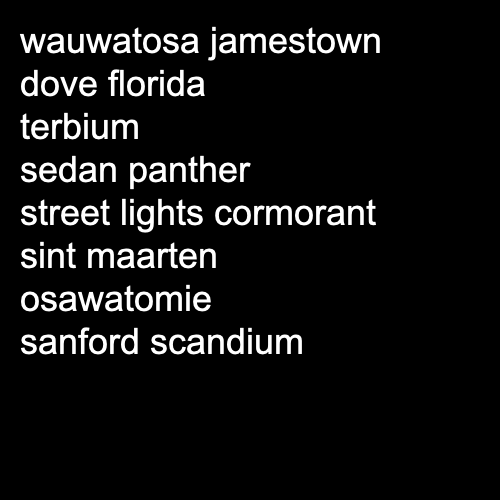 wauwatosa jamestown
dove florida
terbium
sedan panther
street lights cormorant
sint maarten
osawatomie
sanford scandium